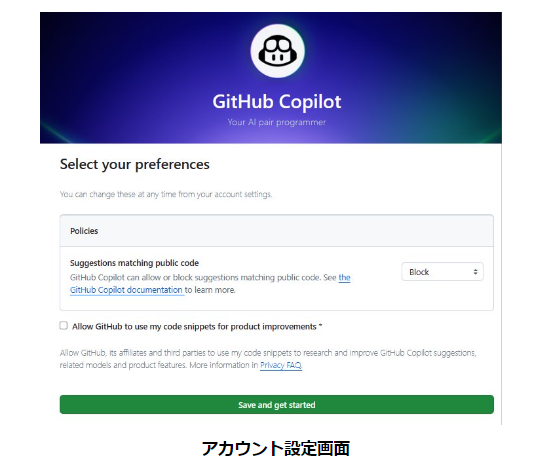 GitHub Copilot
Your AI pair programmer
Select your preferences
You can change these at any time from your account settings.
Policies
Suggestions matching public code
GitHub Copilot can allow or block suggestions matching public code. See the
GitHub Copilot documentation to learn more.
Block
Allow GitHub to use my code snippets for product improvements *
Allow GitHub, its affiliates and third parties to use my code snippets to research and improve GitHub Copilot suggestions,
related models and product features. More information in Privacy FAQ.
Save and get started
アカウント設定画面